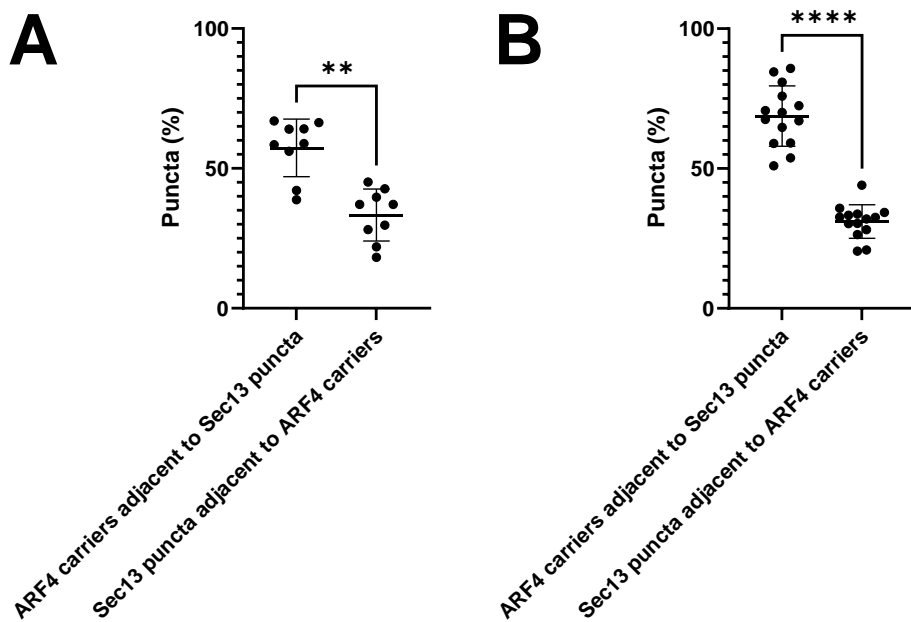 A
100
**
Puncta (%)
50
0
ARF4 carriers adjacent to Sec13 puncta
Sec13 puncta adjacent to ARF4 carriers
B
100
****
Puncta (%)
50
0
ARF4 carriers adjacent to Sec13 puncta
Sec13 puncta adjacent to ARF4 carriers